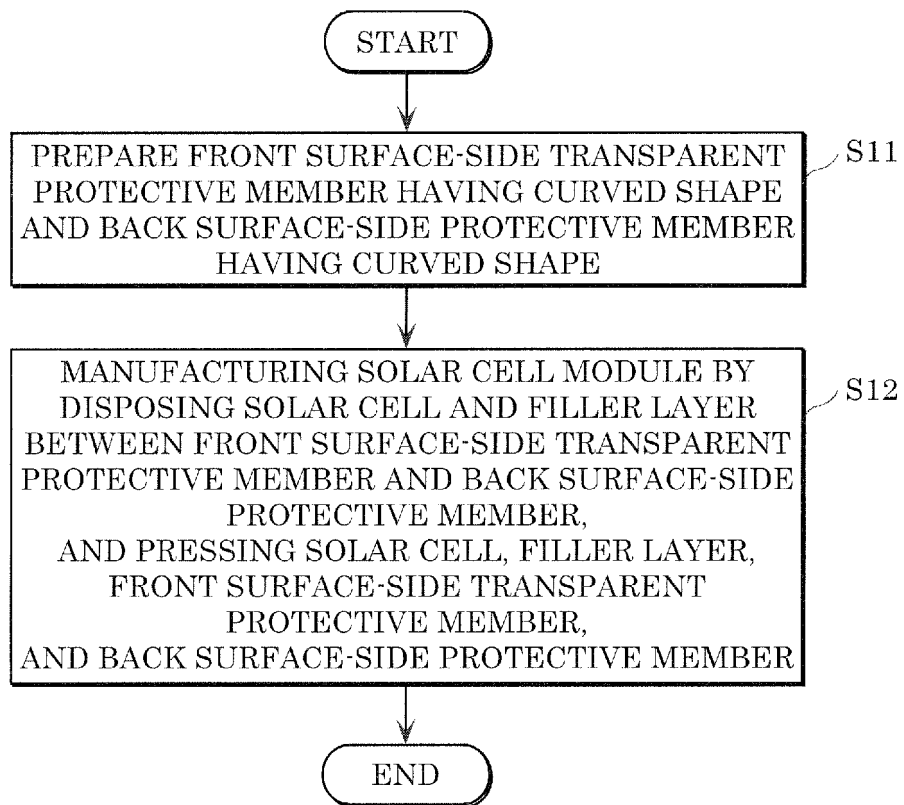 START
PREPARE FRONT SURFACE-SIDE TRANSPARENT
PROTECTIVE MEMBER HAVING CURVED SHAPE
AND BACK SURFACE-SIDE PROTECTIVE MEMBER
HAVING CURVED SHAPE
S11
MANUFACTURING SOLAR CELL MODULE BY
DISPOSING SOLAR CELL AND FILLER LAYER
BETWEEN FRONT SURFACE-SIDE TRANSPARENT
PROTECTIVE MEMBER AND BACK SURFACE-SIDE
PROTECTIVE MEMBER,
AND PRESSING SOLAR CELL, FILLER LAYER,
FRONT SURFACE-SIDE TRANSPARENT
PROTECTIVE MEMBER,
AND BACK SURFACE-SIDE PROTECTIVE MEMBER
S12
END